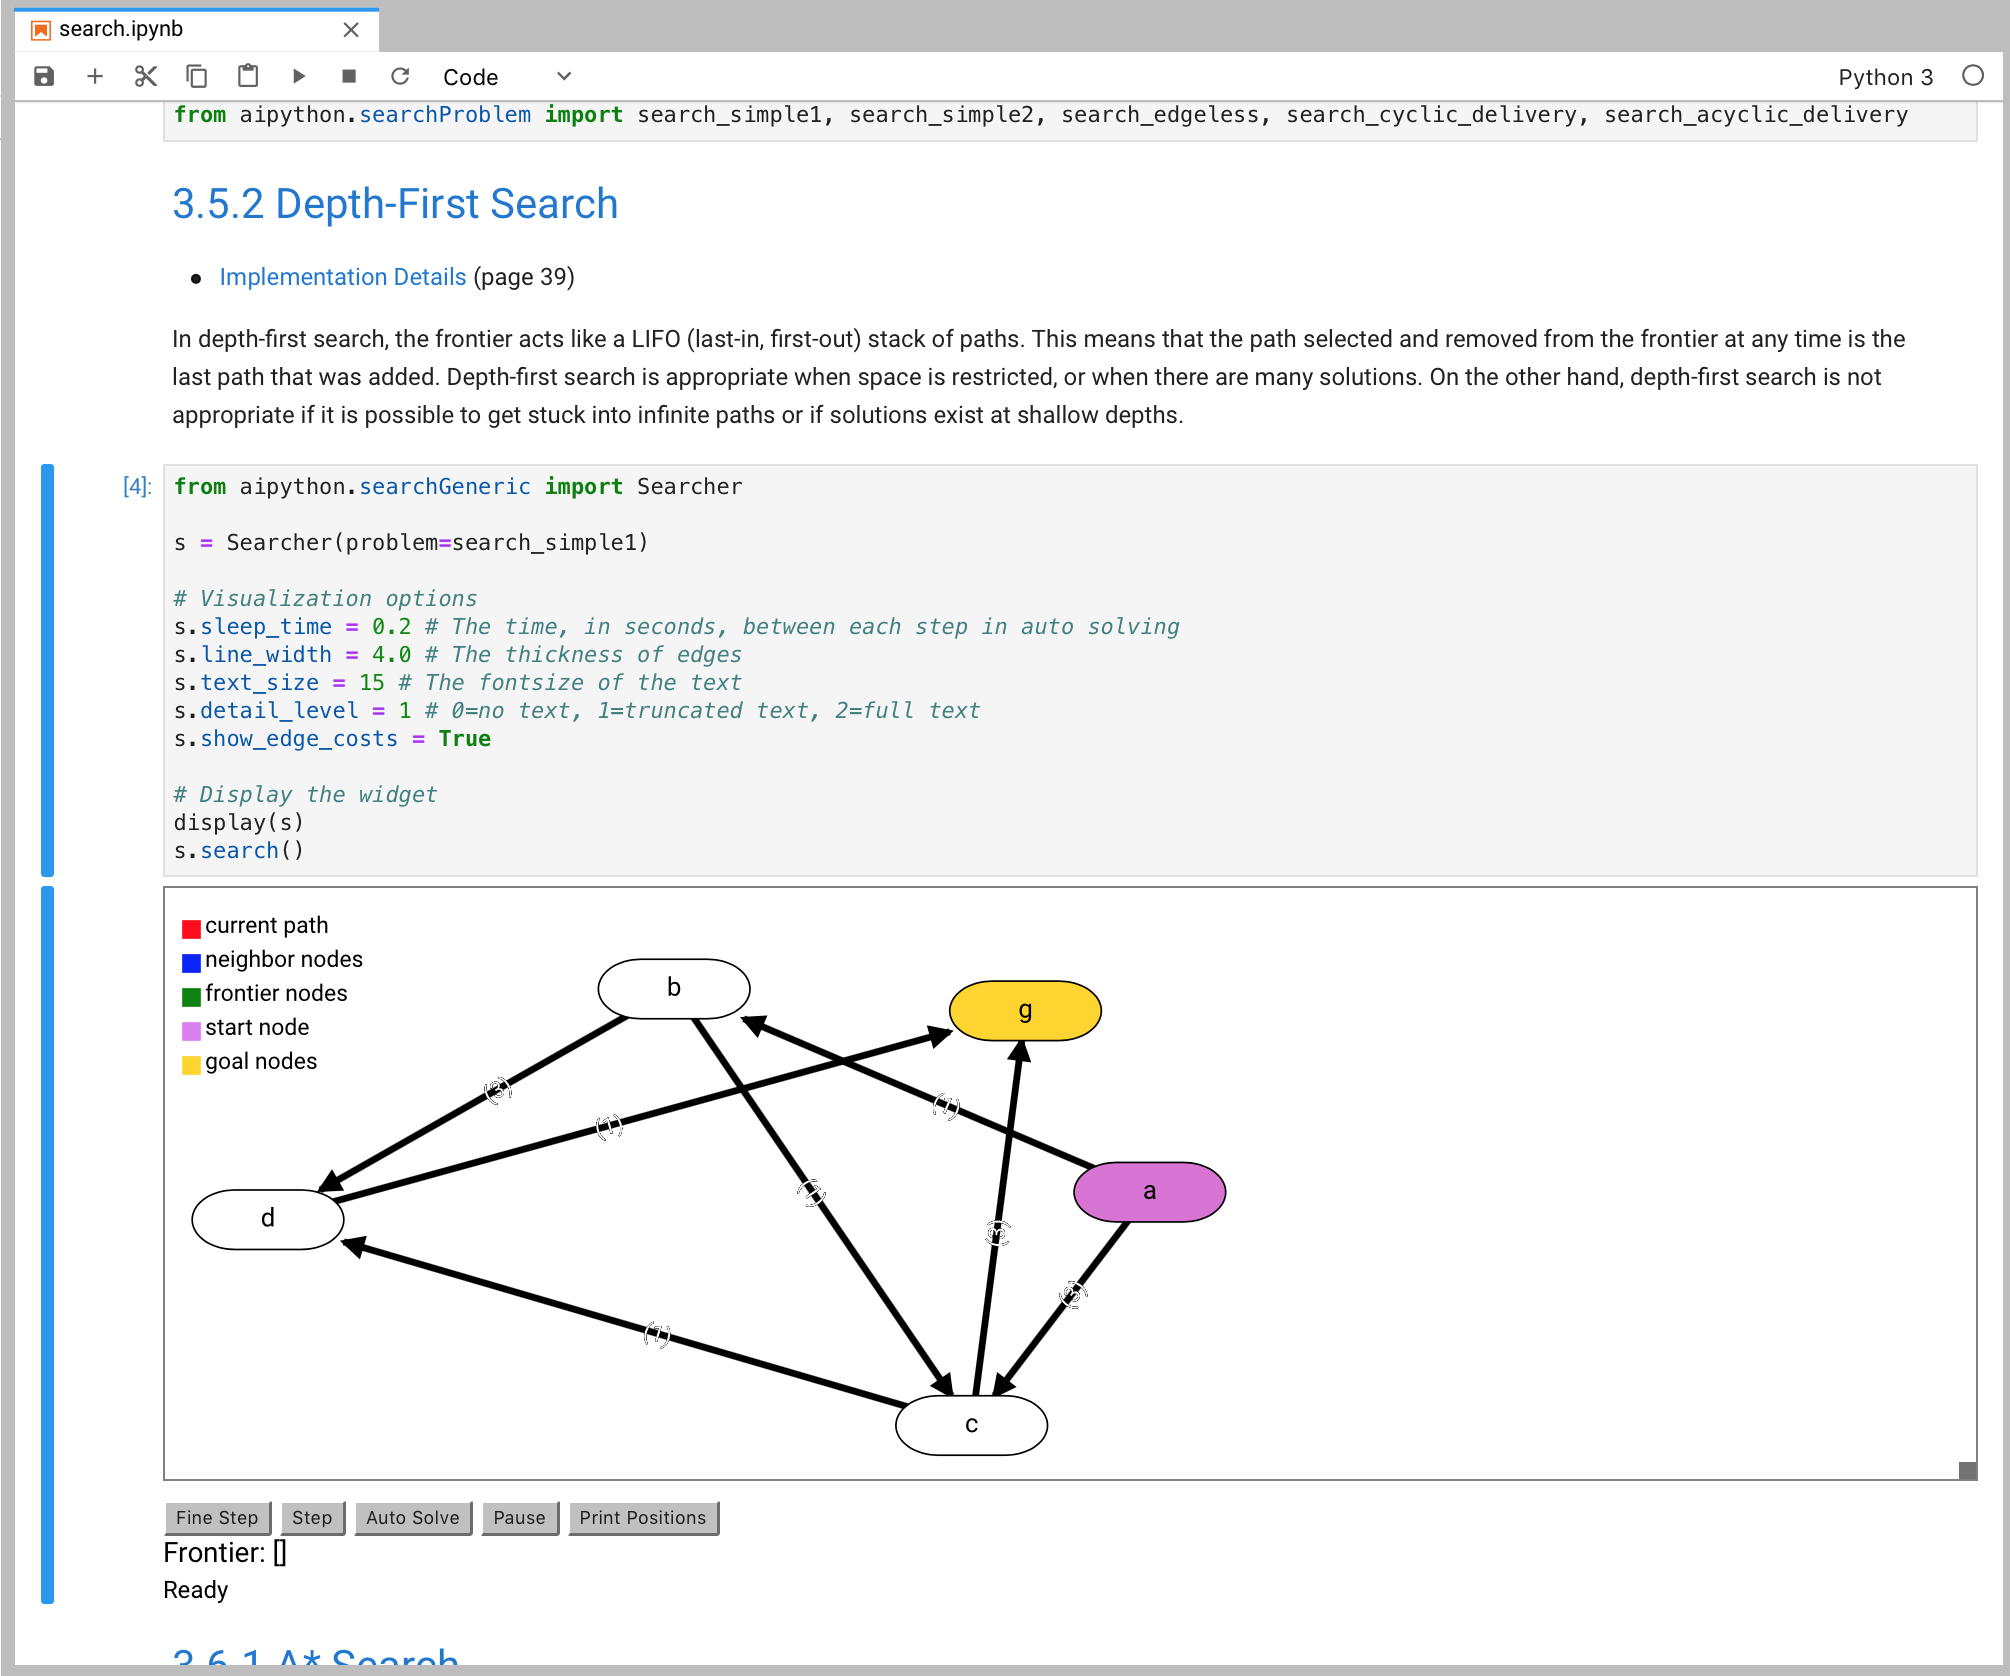 search.ipynb
Code
Python 3
from aipython.searchProblem import search_simple1, search_simple2, search_edgeless, search_cyclic_delivery, search_acyclic_delivery
3.5.2 Depth-First Search
Implementation Details (page 39)
In depth-first search, the frontier acts like a LIFO (last-in, first-out) stack of paths. This means that the path selected and removed from the frontier at any time is the
last path that was added. Depth-first search is appropriate when space is restricted, or when there are many solutions. On the other hand, depth-first search is not
appropriate if it is possible to get stuck into infinite paths or if solutions exist at shallow depths.
[4]:
from aipython.searchGeneric import Searcher
s = Searcher(problem=search_simple1)
# Visualization options
s.sleep_time = 0.2 # The time, in seconds, between each step in auto solving
s.line_width = 4.0 # The thickness of edges
s.text_size = 15 # The fontsize of the text
s.detail_level = 1 # 0=no text, 1=truncated text, 2=full text
s.show_edge_costs = True
# Display the widget
display(s)
s.search()
current path
neighbor nodes
frontier nodes
start node
goal nodes
b
g
(1)
a
d
c
Fine Step
Step
Auto Solve
Pause
Print Positions
Frontier: []
Ready
3.6.1 A* Search